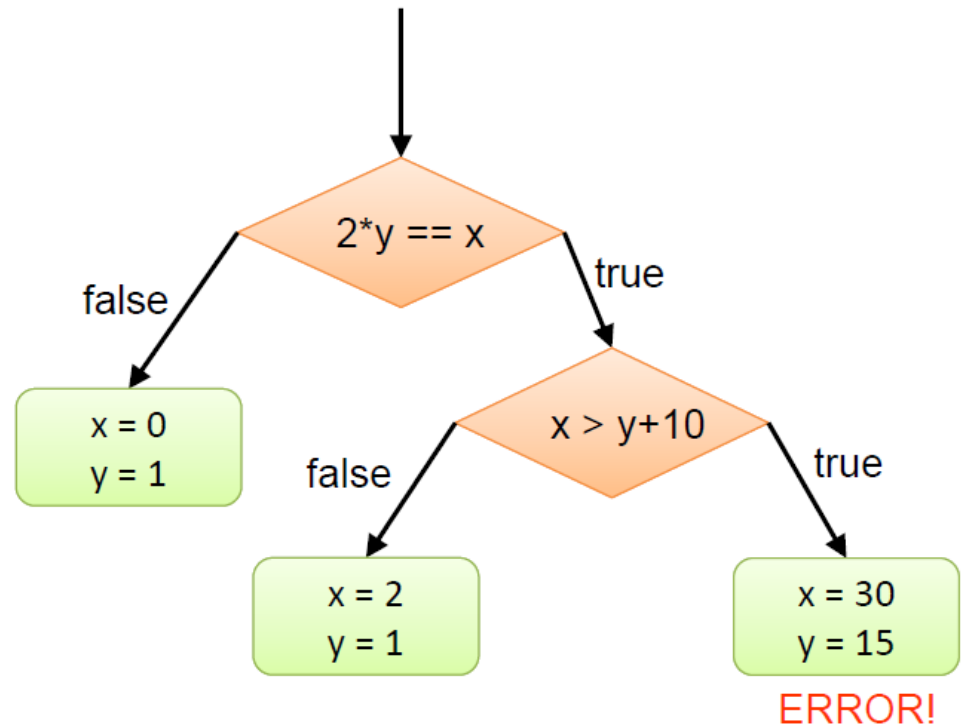 2*y == x
false
true
x = 0
y = 1
x > y+10
false
true
x = 2
y = 1
x = 30
y = 15
ERROR!